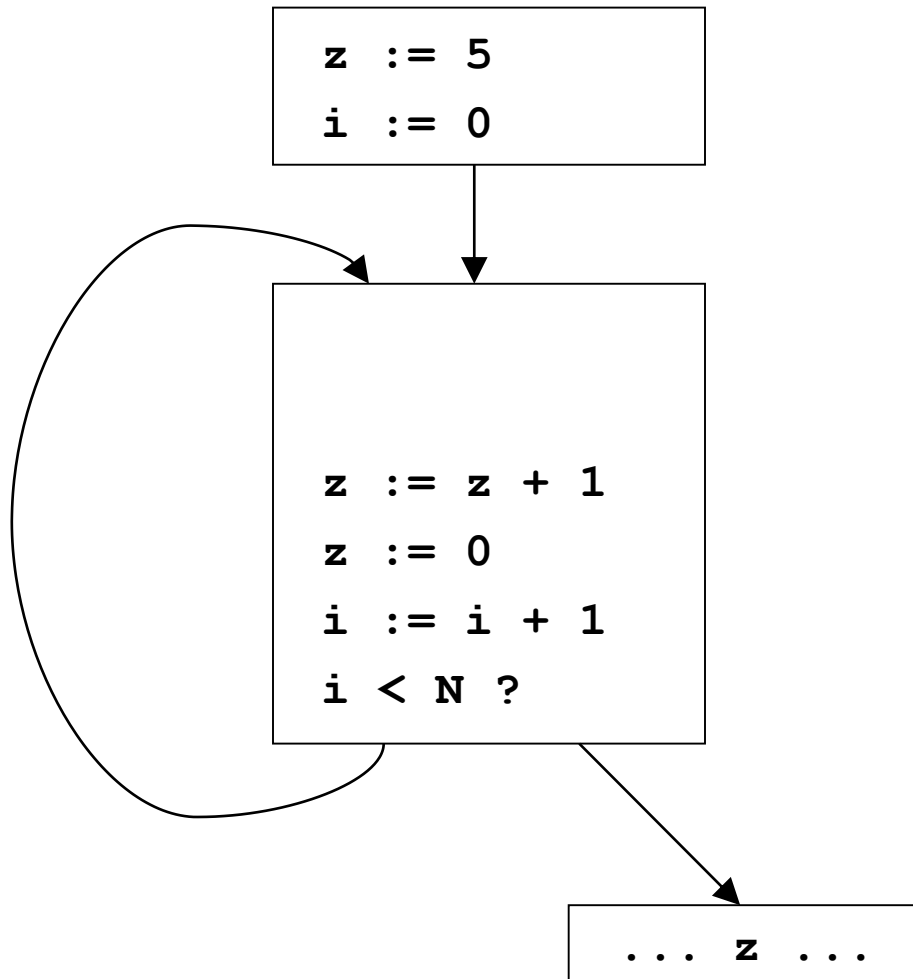 z := 5
i := 0
z := z + 1
z := 0
i := i + 1
i < N ?
... z ...